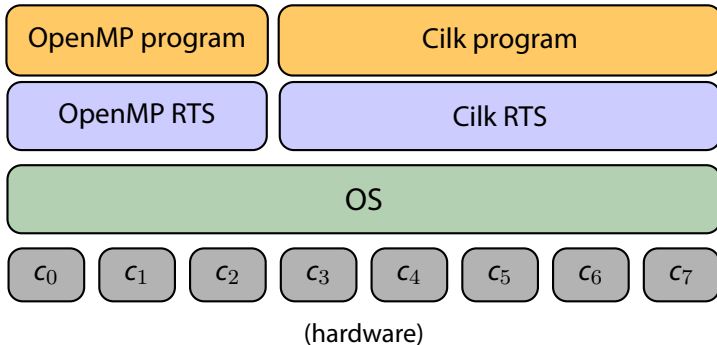 OpenMP program Cilk program
OpenMP RTS Cilk RTS
OS
c₀ c₁ c₂ c₃ c₄ c₅ c₆ c₇
(hardware)